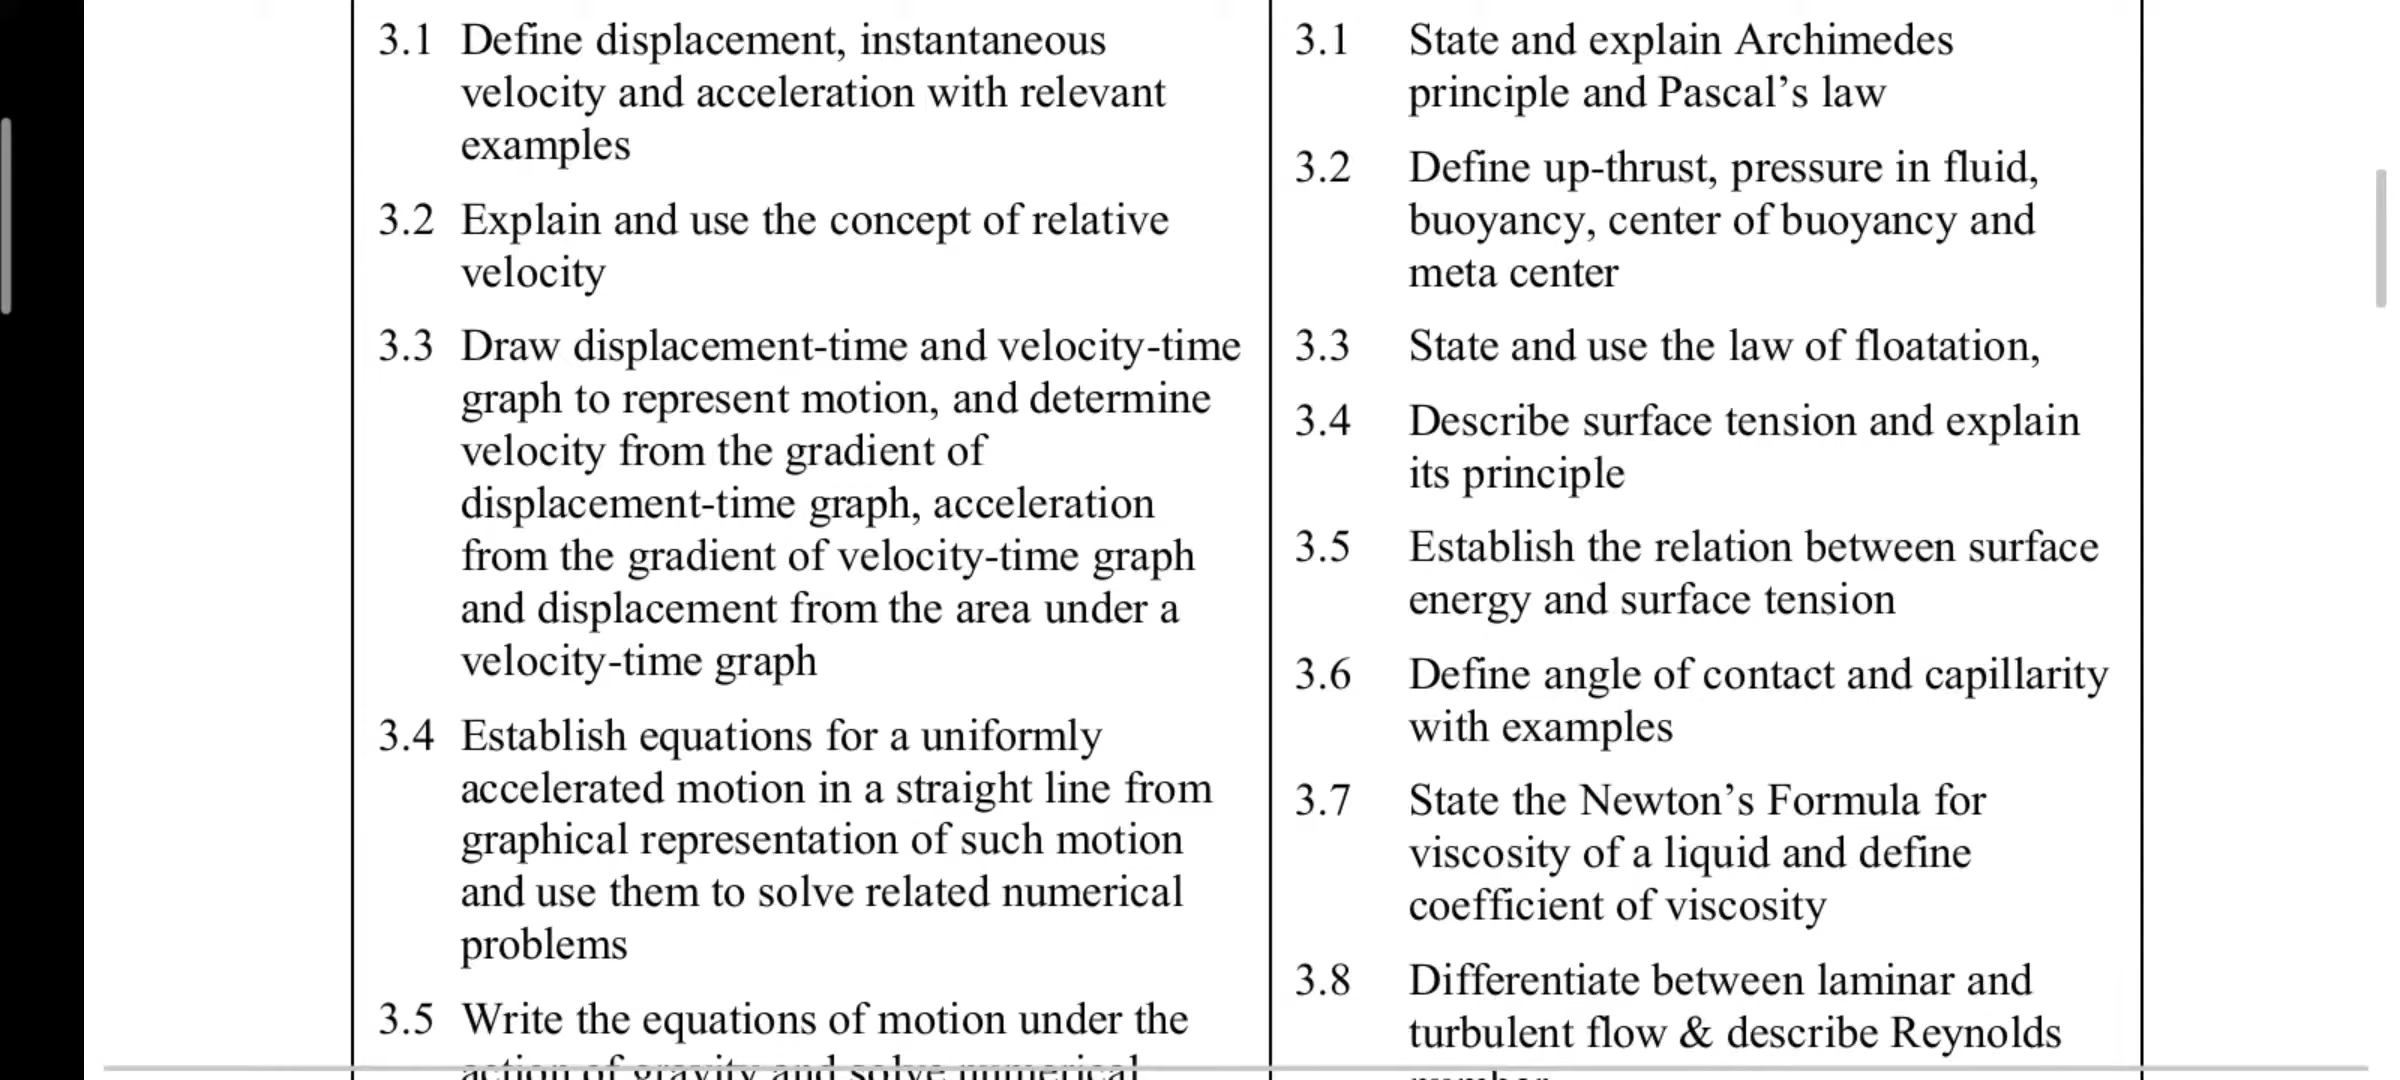 3.1 Define displacement, instantaneous
velocity and acceleration with relevant
examples
3.2 Explain and use the concept of relative
velocity
3.3 Draw displacement-time and velocity-time
graph to represent motion, and determine
velocity from the gradient of
displacement-time graph, acceleration
from the gradient of velocity-time graph
and displacement from the area under a
velocity-time graph
3.4 Establish equations for a uniformly
accelerated motion in a straight line from
graphical representation of such motion
and use them to solve related numerical
problems
3.5 Write the equations of motion under the
action of gravity and solve numerical
3.1 State and explain Archimedes
principle and Pascal’s law
3.2 Define up-thrust, pressure in fluid,
buoyancy, center of buoyancy and
meta center
3.3 State and use the law of floatation,
3.4 Describe surface tension and explain
its principle
3.5 Establish the relation between surface
energy and surface tension
3.6 Define angle of contact and capillarity
with examples
3.7 State the Newton’s Formula for
viscosity of a liquid and define
coefficient of viscosity
3.8 Differentiate between laminar and
turbulent flow & describe Reynolds